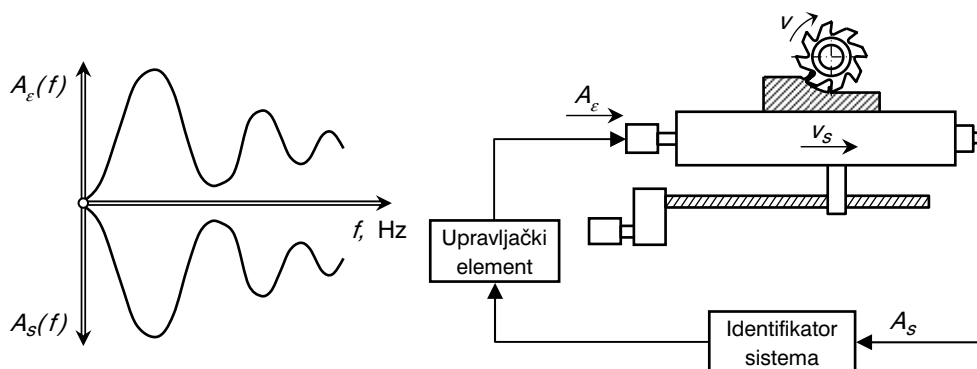 Aε(f)
f, Hz
As(f)
v
Aε
vs
Upravljački
element
Identifikator
sistema
As